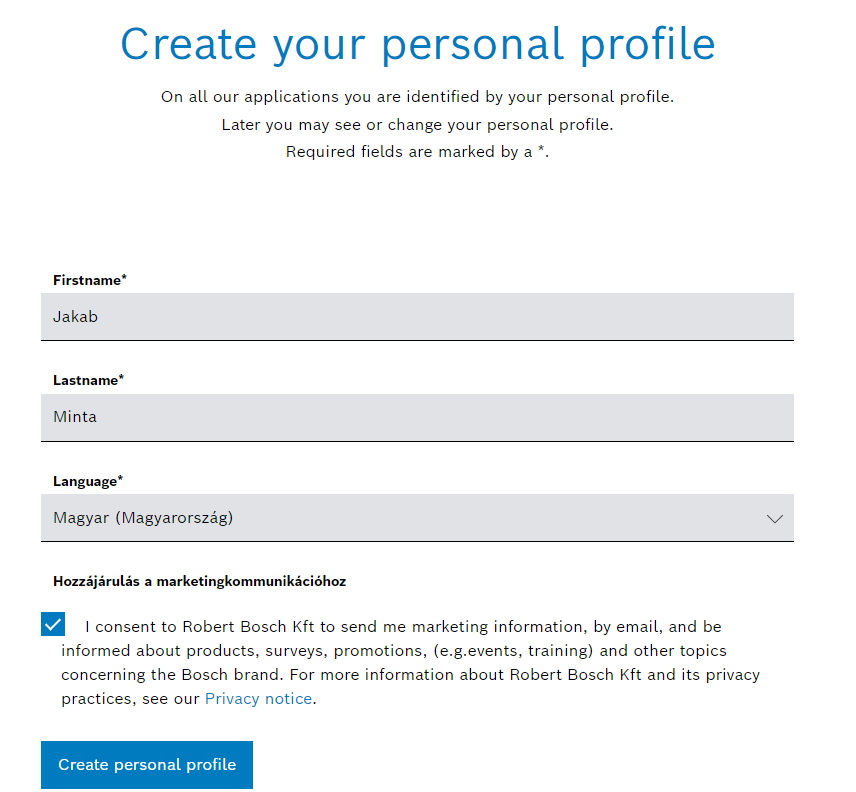 Create your personal profile
On all our applications you are identified by your personal profile.
Later you may see or change your personal profile.
Required fields are marked by a *.
Firstname*
Jakab
Lastname*
Minta
Language*
Magyar (Magyarország)
Hozzájárulás a marketingkommunikációhoz
I consent to Robert Bosch Kft to send me marketing information, by email, and be
informed about products, surveys, promotions, (e.g.events, training) and other topics
concerning the Bosch brand. For more information about Robert Bosch Kft and its privacy
practices, see our Privacy notice.
Create personal profile